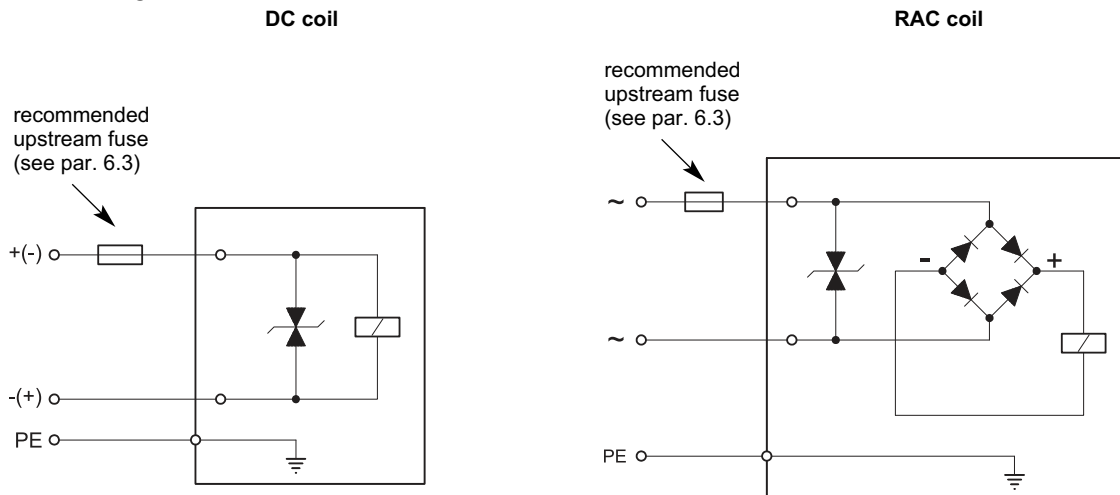 DC coil
recommended
upstream fuse
(see par. 6.3)
+(-)
-(+)
PE
RAC coil
recommended
upstream fuse
(see par. 6.3)
~
-
+
~
PE